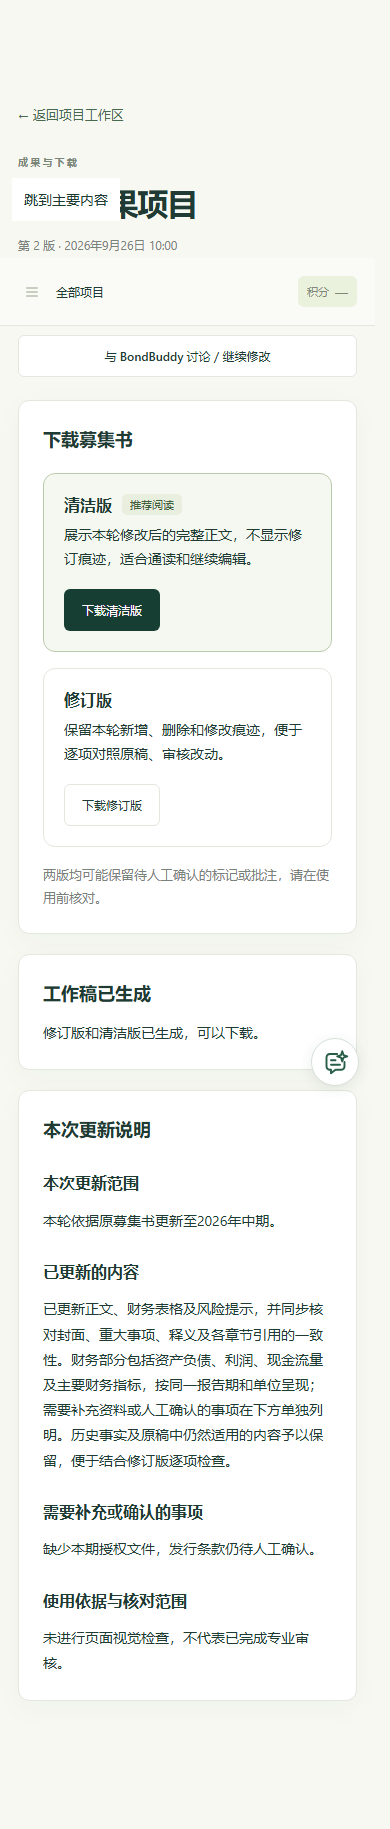 ← 返回项目工作区
成果与下载
跳到主要内容
果项目
第 2 版 · 2026年9月26日 10:00
全部项目
积分 —
与 BondBuddy 讨论 / 继续修改
下载募集书
清洁版 推荐阅读
展示本轮修改后的完整正文，不显示修
订痕迹，适合通读和继续编辑。
下载清洁版
修订版
保留本轮新增、删除和修改痕迹，便于
逐项对照原稿、审核改动。
下载修订版
两版均可能保留待人工确认的标记或批注，请在使
用前核对。
工作稿已生成
修订版和清洁版已生成，可以下载。
本次更新说明
本次更新范围
本轮依据原募集书更新至2026年中期。
已更新的内容
已更新正文、财务表格及风险提示，并同步核
对封面、重大事项、释义及各章节引用的一致
性。财务部分包括资产负债、利润、现金流量
及主要财务指标，按同一报告期和单位呈现；
需要补充资料或人工确认的事项在下方单独列
明。历史事实及原稿中仍然适用的内容予以保
留，便于结合修订版逐项检查。
需要补充或确认的事项
缺少本期授权文件，发行条款仍待人工确认。
使用依据与核对范围
未进行页面视觉检查，不代表已完成专业审
核。